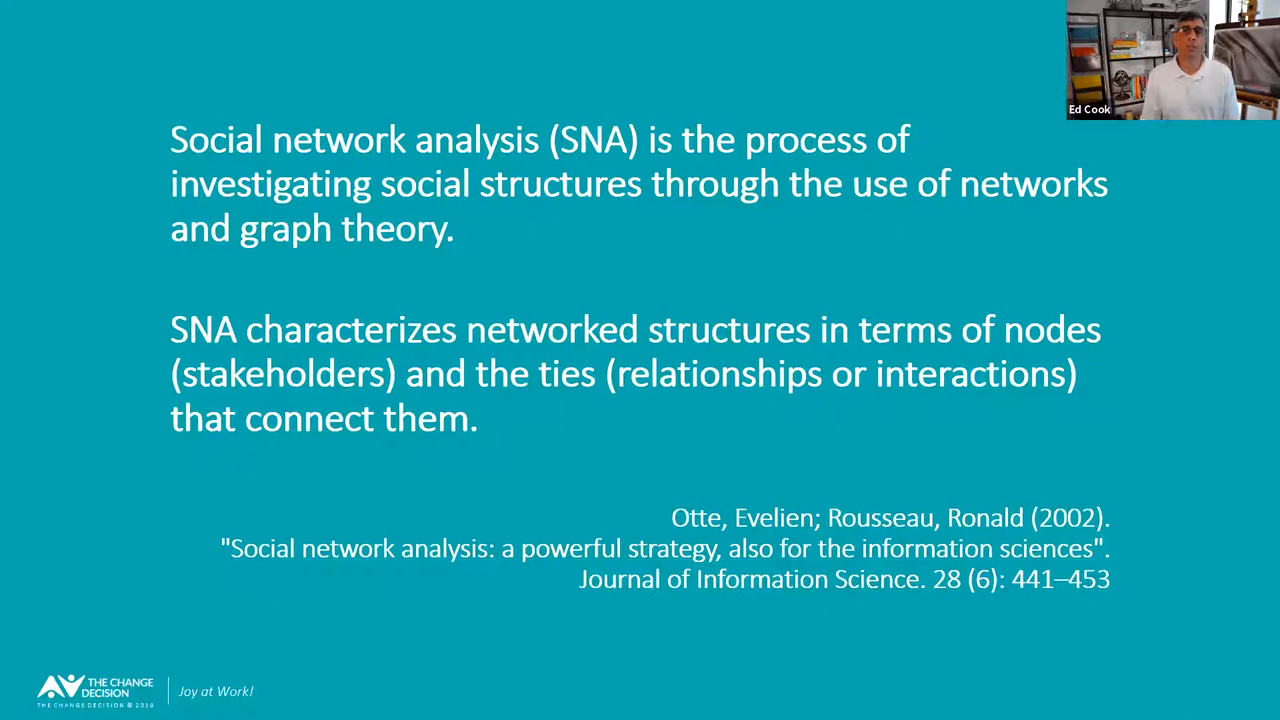 Ed Cook
Social network analysis (SNA) is the process of
investigating social structures through the use of networks
and graph theory.
SNA characterizes networked structures in terms of nodes
(stakeholders) and the ties (relationships or interactions)
that connect them.
Otte, Evelien; Rousseau, Ronald (2002).
"Social network analysis: a powerful strategy, also for the information sciences".
Journal of Information Science. 28 (6): 441–453
THE CHANGE
DECISION
THE CHANGE DECISION © 2019
Joy at Work!